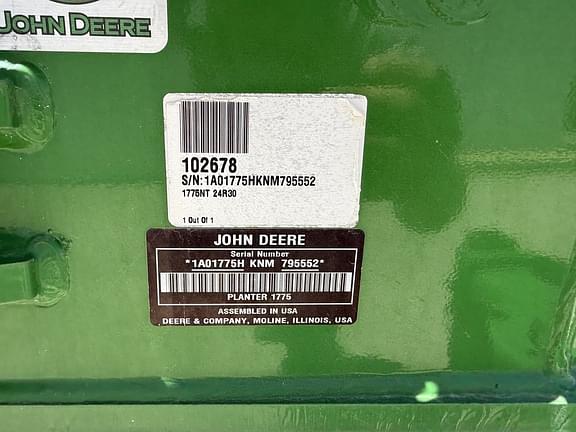 JOHN DEERE
102678
S/N:1A01775HKNM795552
1775NT 24R30
1 Out Of 1
JOHN DEERE
Serial Number
*1A01775H KNM 795552*
PLANTER 1775
ASSEMBLED IN USA
DEERE & COMPANY, MOLINE, ILLINOIS, USA